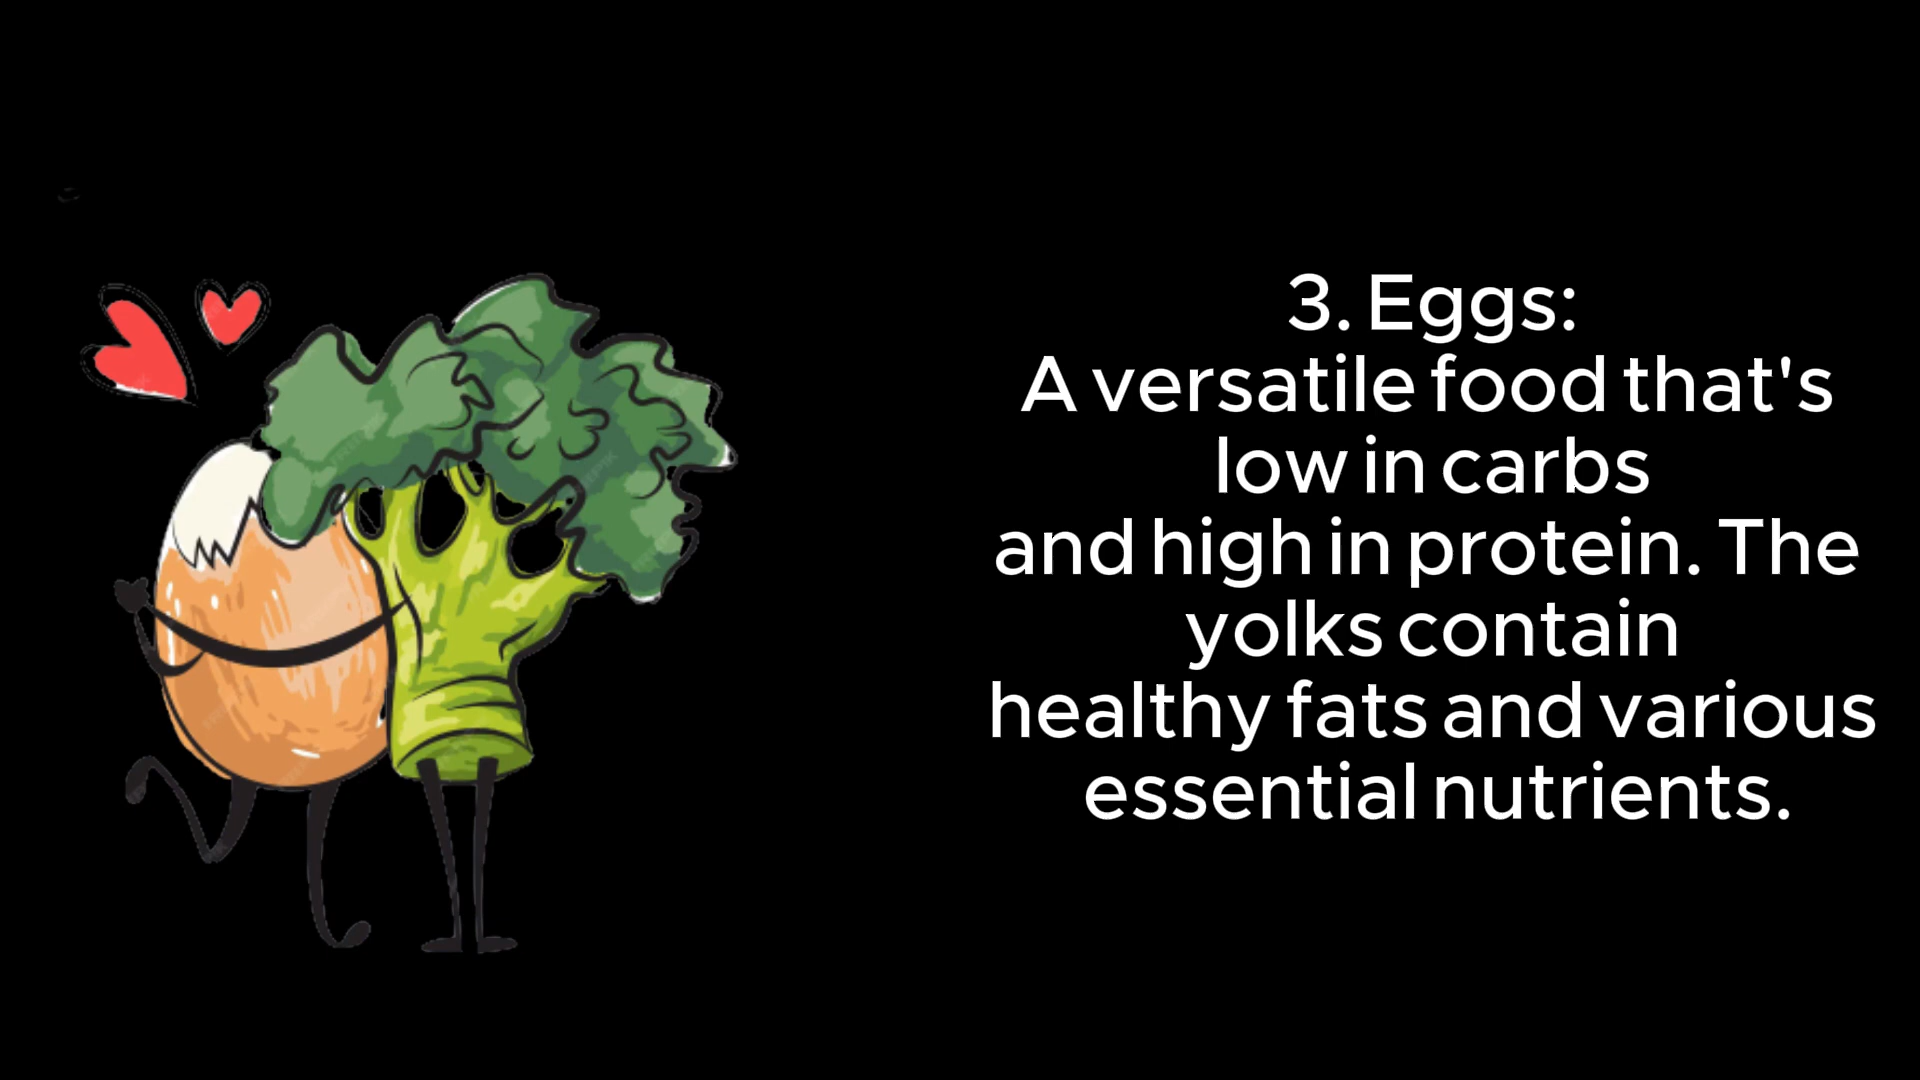 3. Eggs:
A versatile food that's
low in carbs
and high in protein. The
yolks contain
healthy fats and various
essential nutrients.